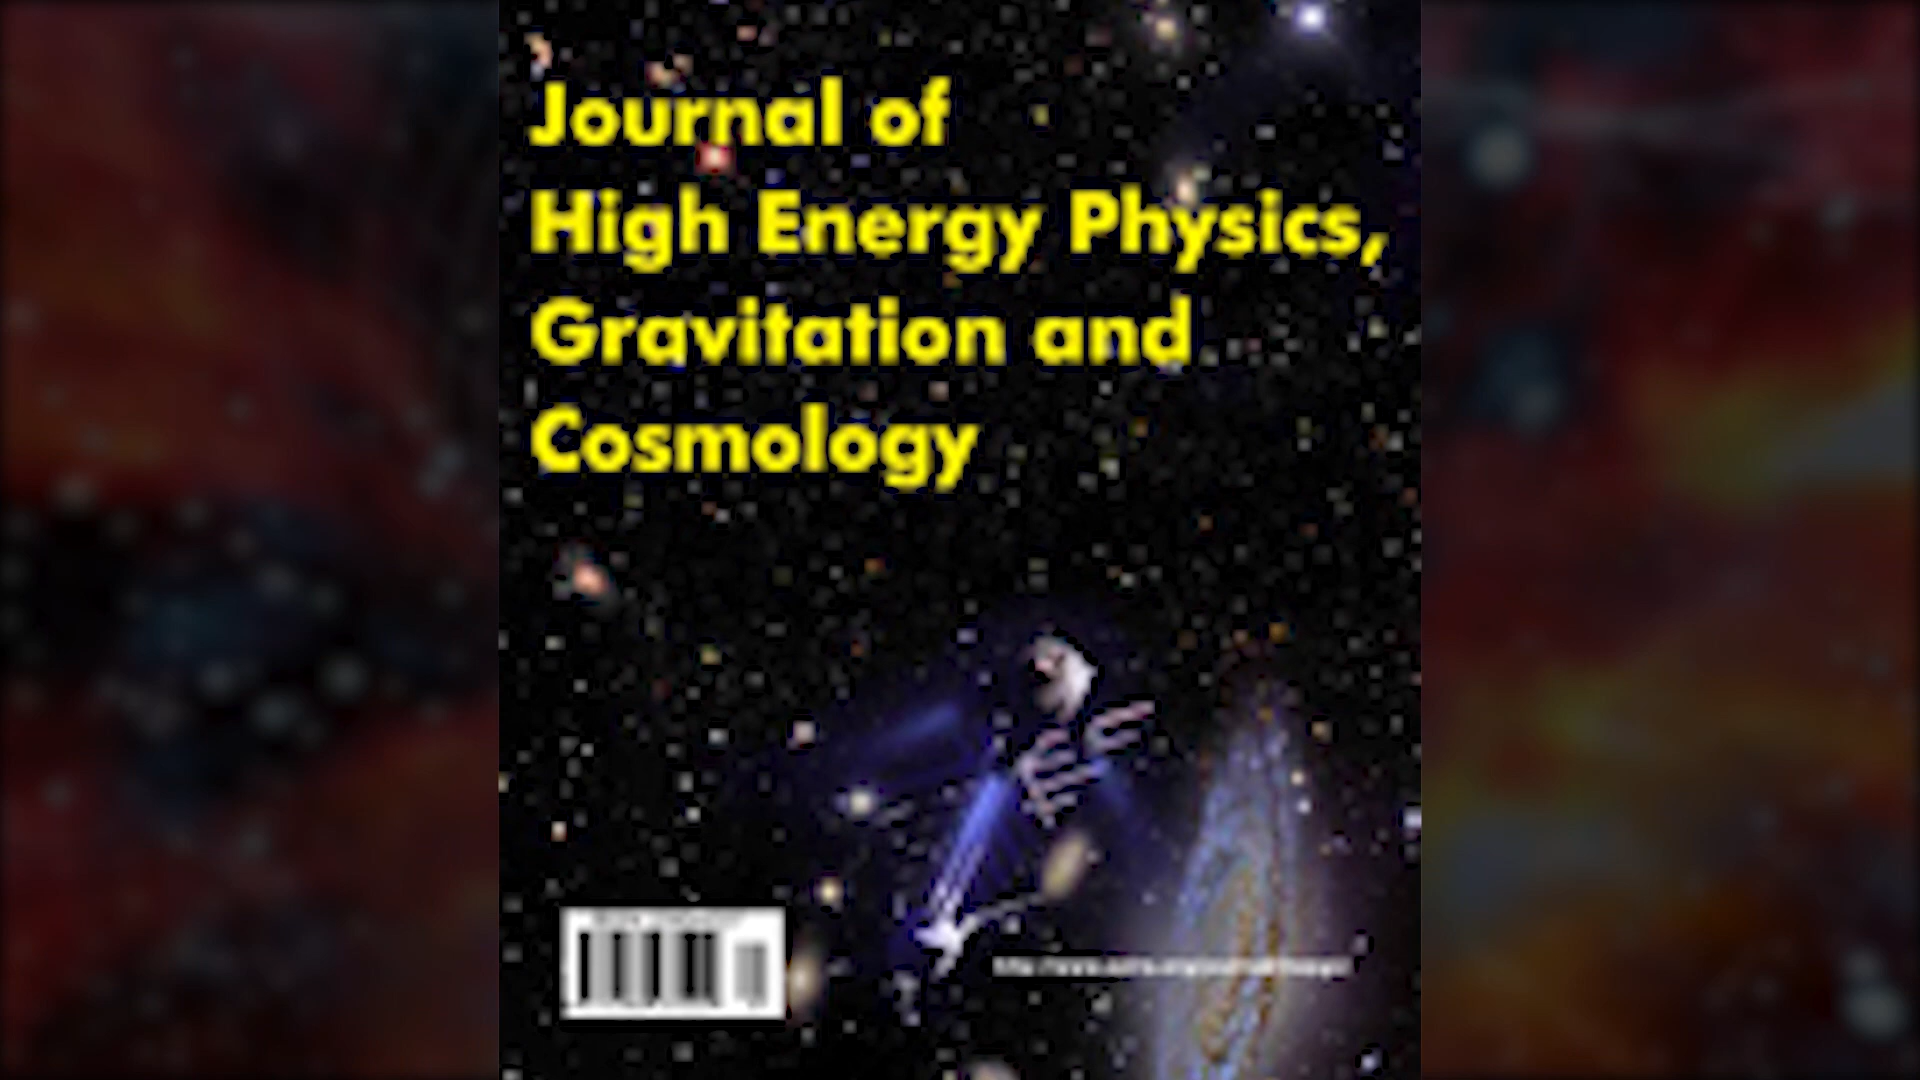 Journal of
High Energy Physics,
Gravitation and
Cosmology